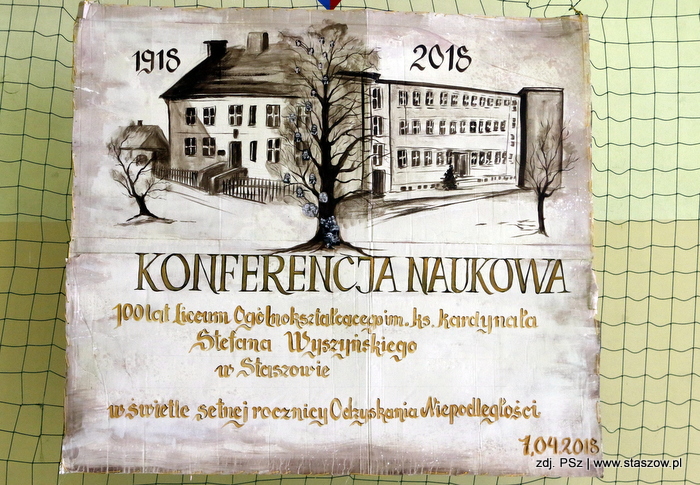 1918
2018
KONFERENCJA NAUKOWA
100 lat Liceum Ogólnokształcącego im. ks. kardynała
Stefana Wyszyńskiego
w Staszowie
w świetle setnej rocznicy Odzyskania Niepodległości
7.04.2018
zdj. PSz | www.staszow.pl